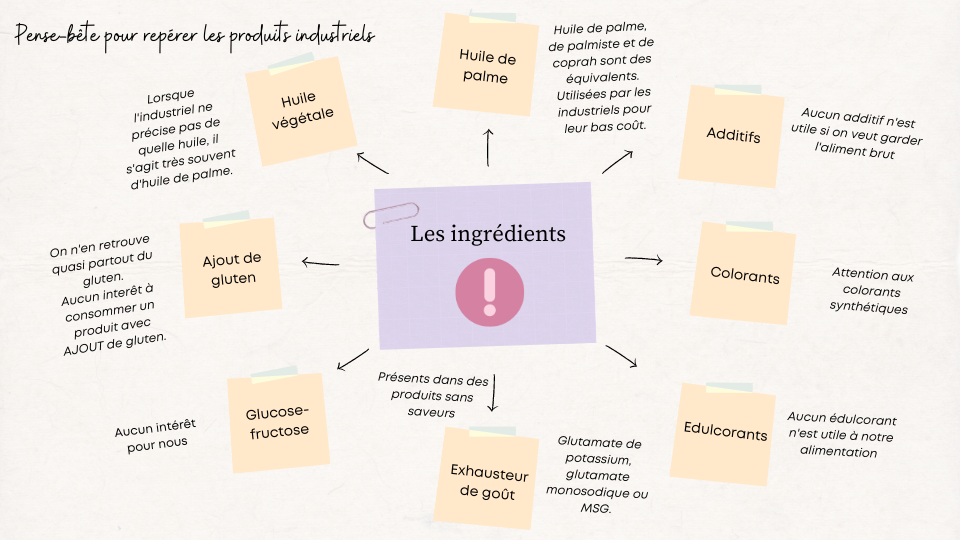 Pense-bête pour repérer les produits industriels
Huile de
palme
Huile de palme,
de palmiste et de
coprah sont des
équivalents.
Utilisées par les
industriels pour
leur bas coût.
Huile
végétale
Lorsque
l'industriel ne
précise pas de
quelle huile, il
s'agit très souvent
d'huile de palme.
Additifs
Aucun additif n'est
utile si on veut garder
l'aliment brut
Les ingrédients
Ajout de
gluten
On n'en retrouve
quasi partout du
gluten.
Aucun interêt à
consommer un
produit avec
AJOUT de gluten.
Colorants
Attention aux
colorants
synthétiques
Glucose-
fructose
Aucun intérêt
pour nous
Présents dans des
produits sans
saveurs
Exhausteur
de goût
Glutamate de
potassium,
glutamate
monosodique ou
MSG.
Edulcorants
Aucun édulcorant
n'est utile à notre
alimentation